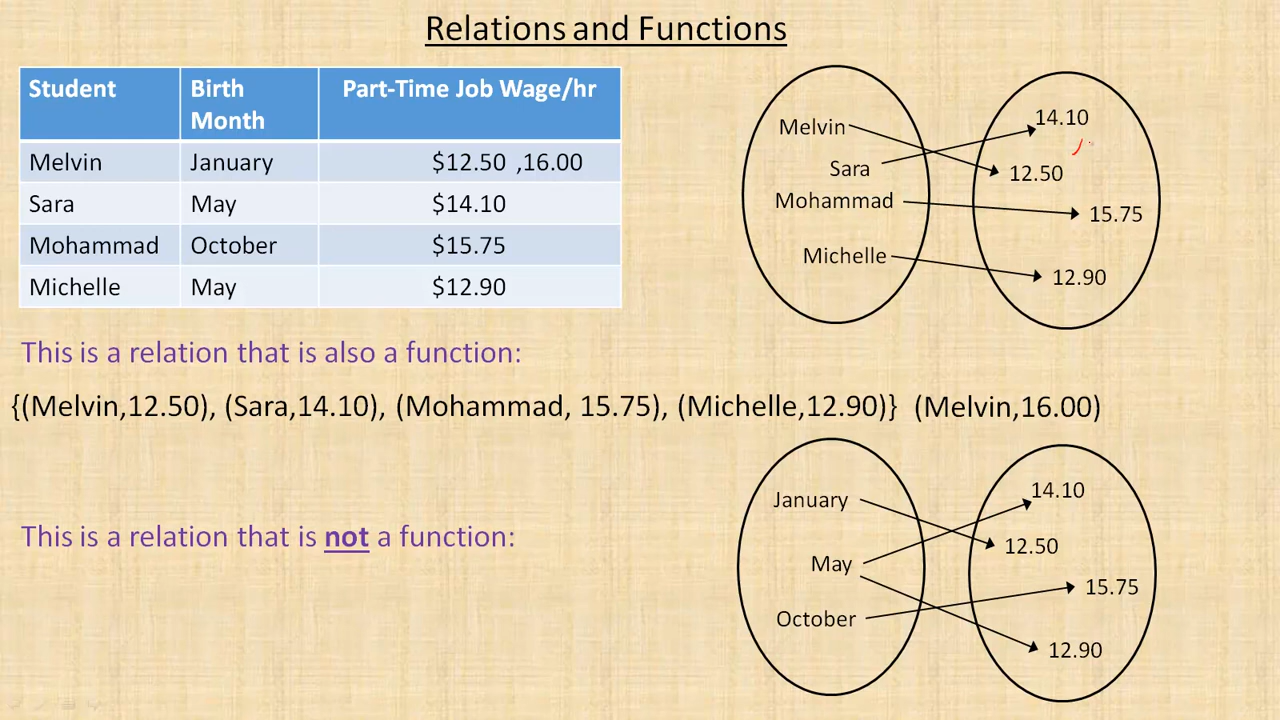 Relations and Functions
Student Birth Month Part-Time Job Wage/hr
Melvin January $12.50 ,16.00
Sara May $14.10
Mohammad October $15.75
Michelle May $12.90
Melvin
Sara
Mohammad
Michelle
14.10
12.50
15.75
12.90
This is a relation that is also a function:
{(Melvin,12.50), (Sara,14.10), (Mohammad, 15.75), (Michelle,12.90)} (Melvin,16.00)
This is a relation that is not a function:
January
May
October
14.10
12.50
15.75
12.90